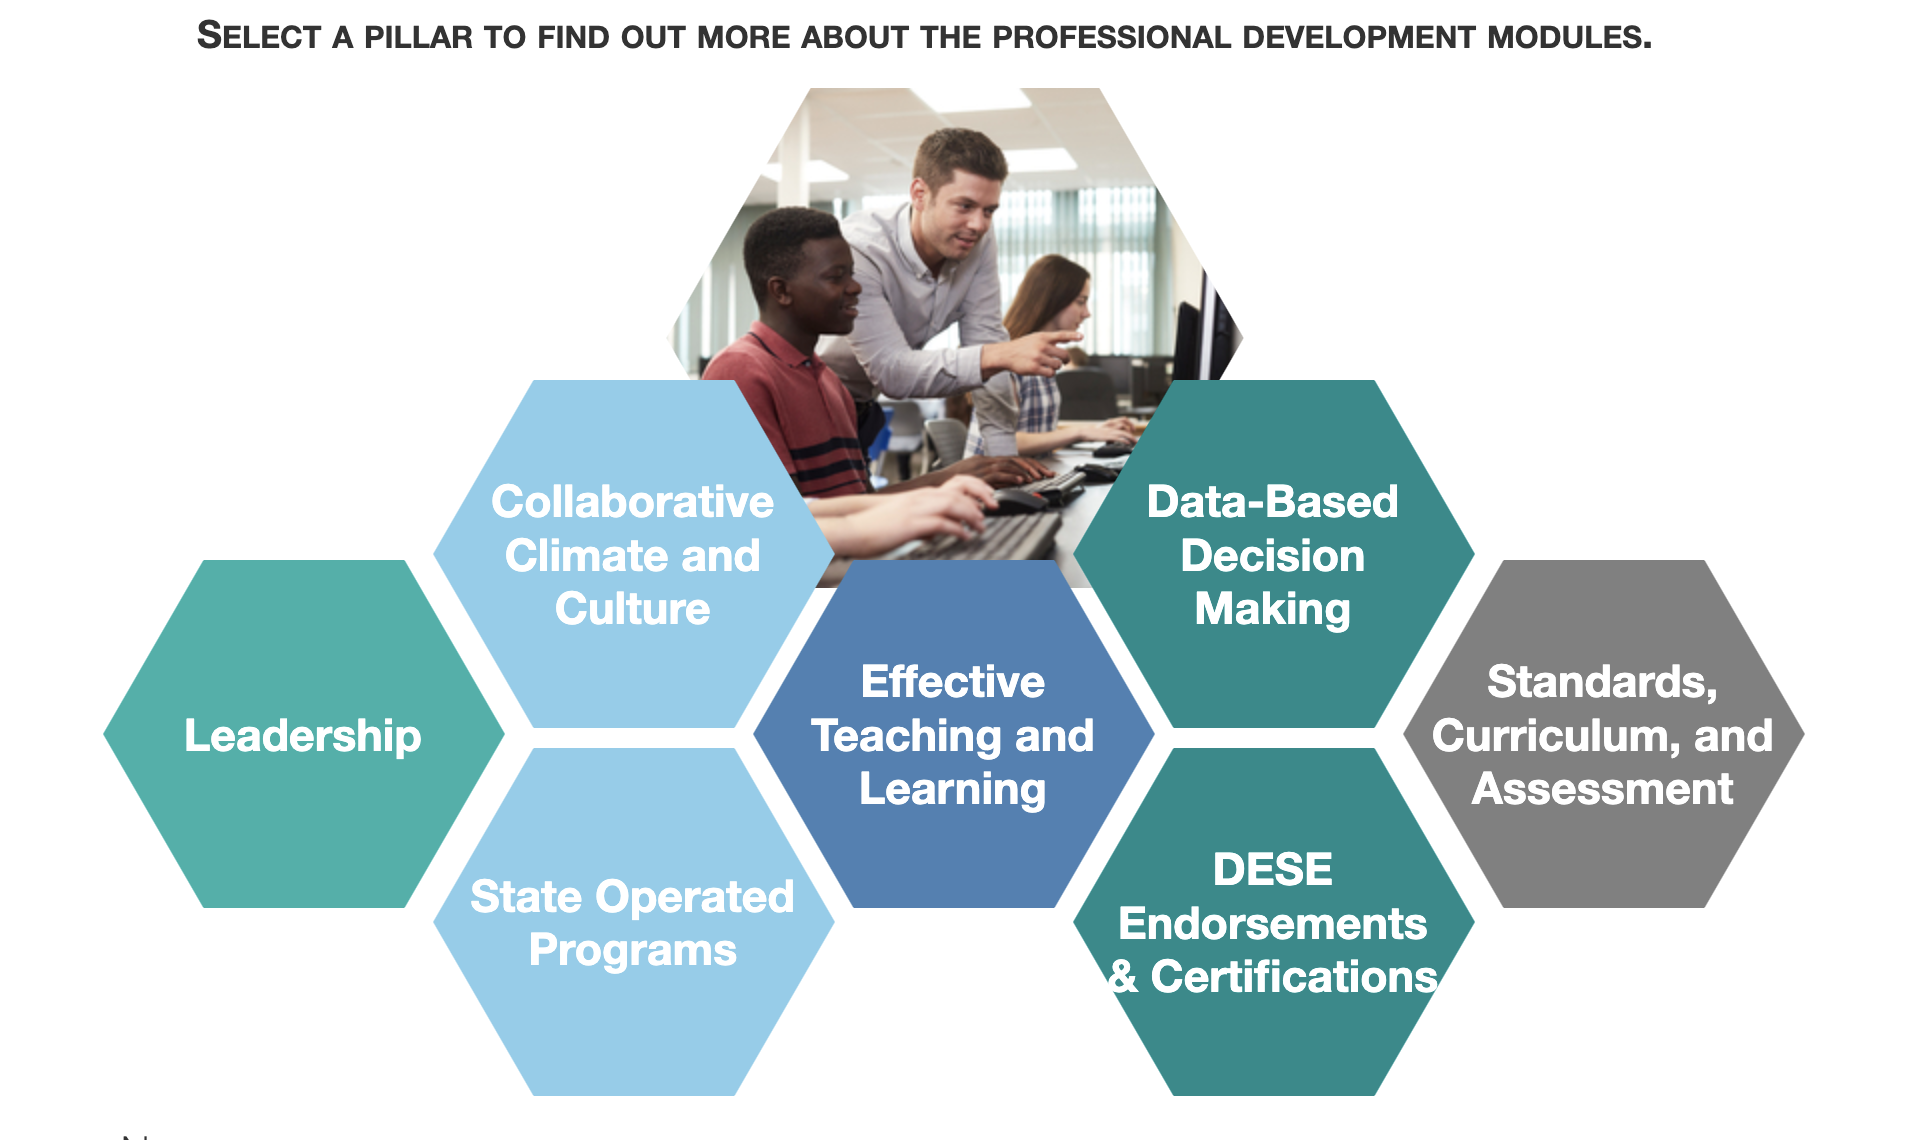 SELECT A PILLAR TO FIND OUT MORE ABOUT THE PROFESSIONAL DEVELOPMENT MODULES.
Collaborative
Climate and
Culture
Data-Based
Decision
Making
Leadership
Effective
Teaching and
Learning
Standards,
Curriculum, and
Assessment
State Operated
Programs
DESE
Endorsements
& Certifications